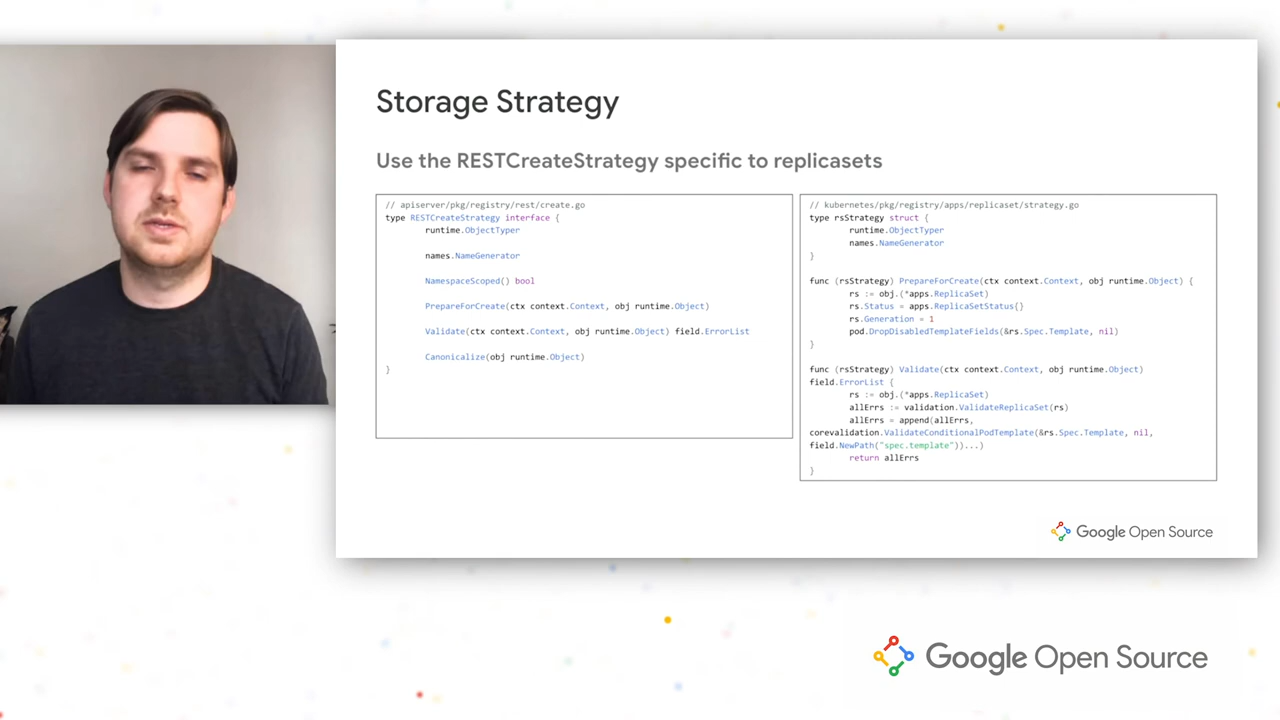 Storage Strategy
Use the RESTCreateStrategy specific to replicasets
// apiserver/pkg/registry/rest/create.go
type RESTCreateStrategy interface {
runtime.ObjectTyper
names.NameGenerator
NamespaceScoped() bool
PrepareForCreate(ctx context.Context, obj runtime.Object)
Validate(ctx context.Context, obj runtime.Object) field.ErrorList
Canonicalize(obj runtime.Object)
}
// kubernetes/pkg/registry/apps/replicaset/strategy.go
type rsStrategy struct {
runtime.ObjectTyper
names.NameGenerator
}
func (rsStrategy) PrepareForCreate(ctx context.Context, obj runtime.Object) {
rs := obj.(*apps.ReplicaSet)
rs.Status = apps.ReplicaSetStatus{}
rs.Generation = 1
pod.DropDisabledTemplateFields(&rs.Spec.Template, nil)
}
func (rsStrategy) Validate(ctx context.Context, obj runtime.Object)
field.ErrorList {
rs := obj.(*apps.ReplicaSet)
allErrs := validation.ValidateReplicaSet(rs)
allErrs = append(allErrs,
corevalidation.ValidateConditionalPodTemplate(&rs.Spec.Template, nil,
field.NewPath("spec.template"))...)
return allErrs
}
Google Open Source
Google Open Source